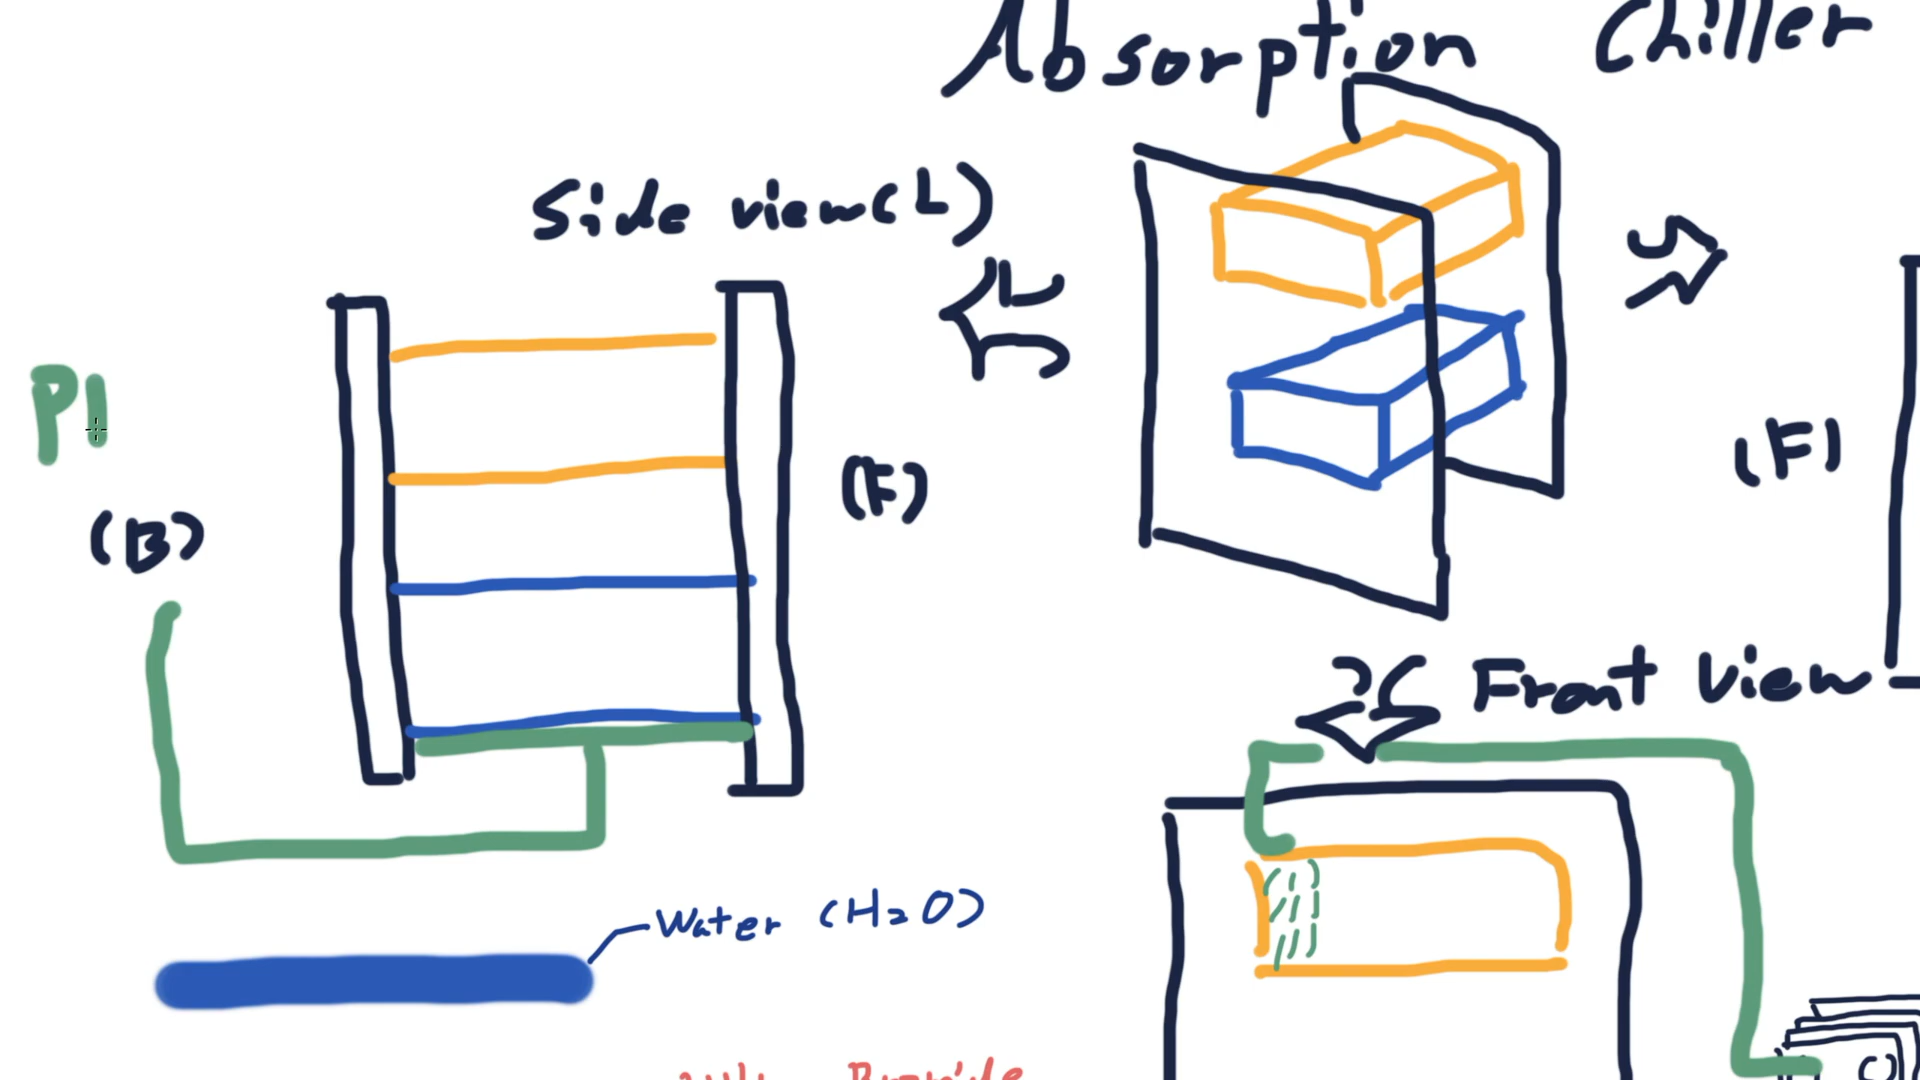 Absorption Chiller
Side view (L)
P1
(F)
(F)
(B)
Front View
Water (H2O)